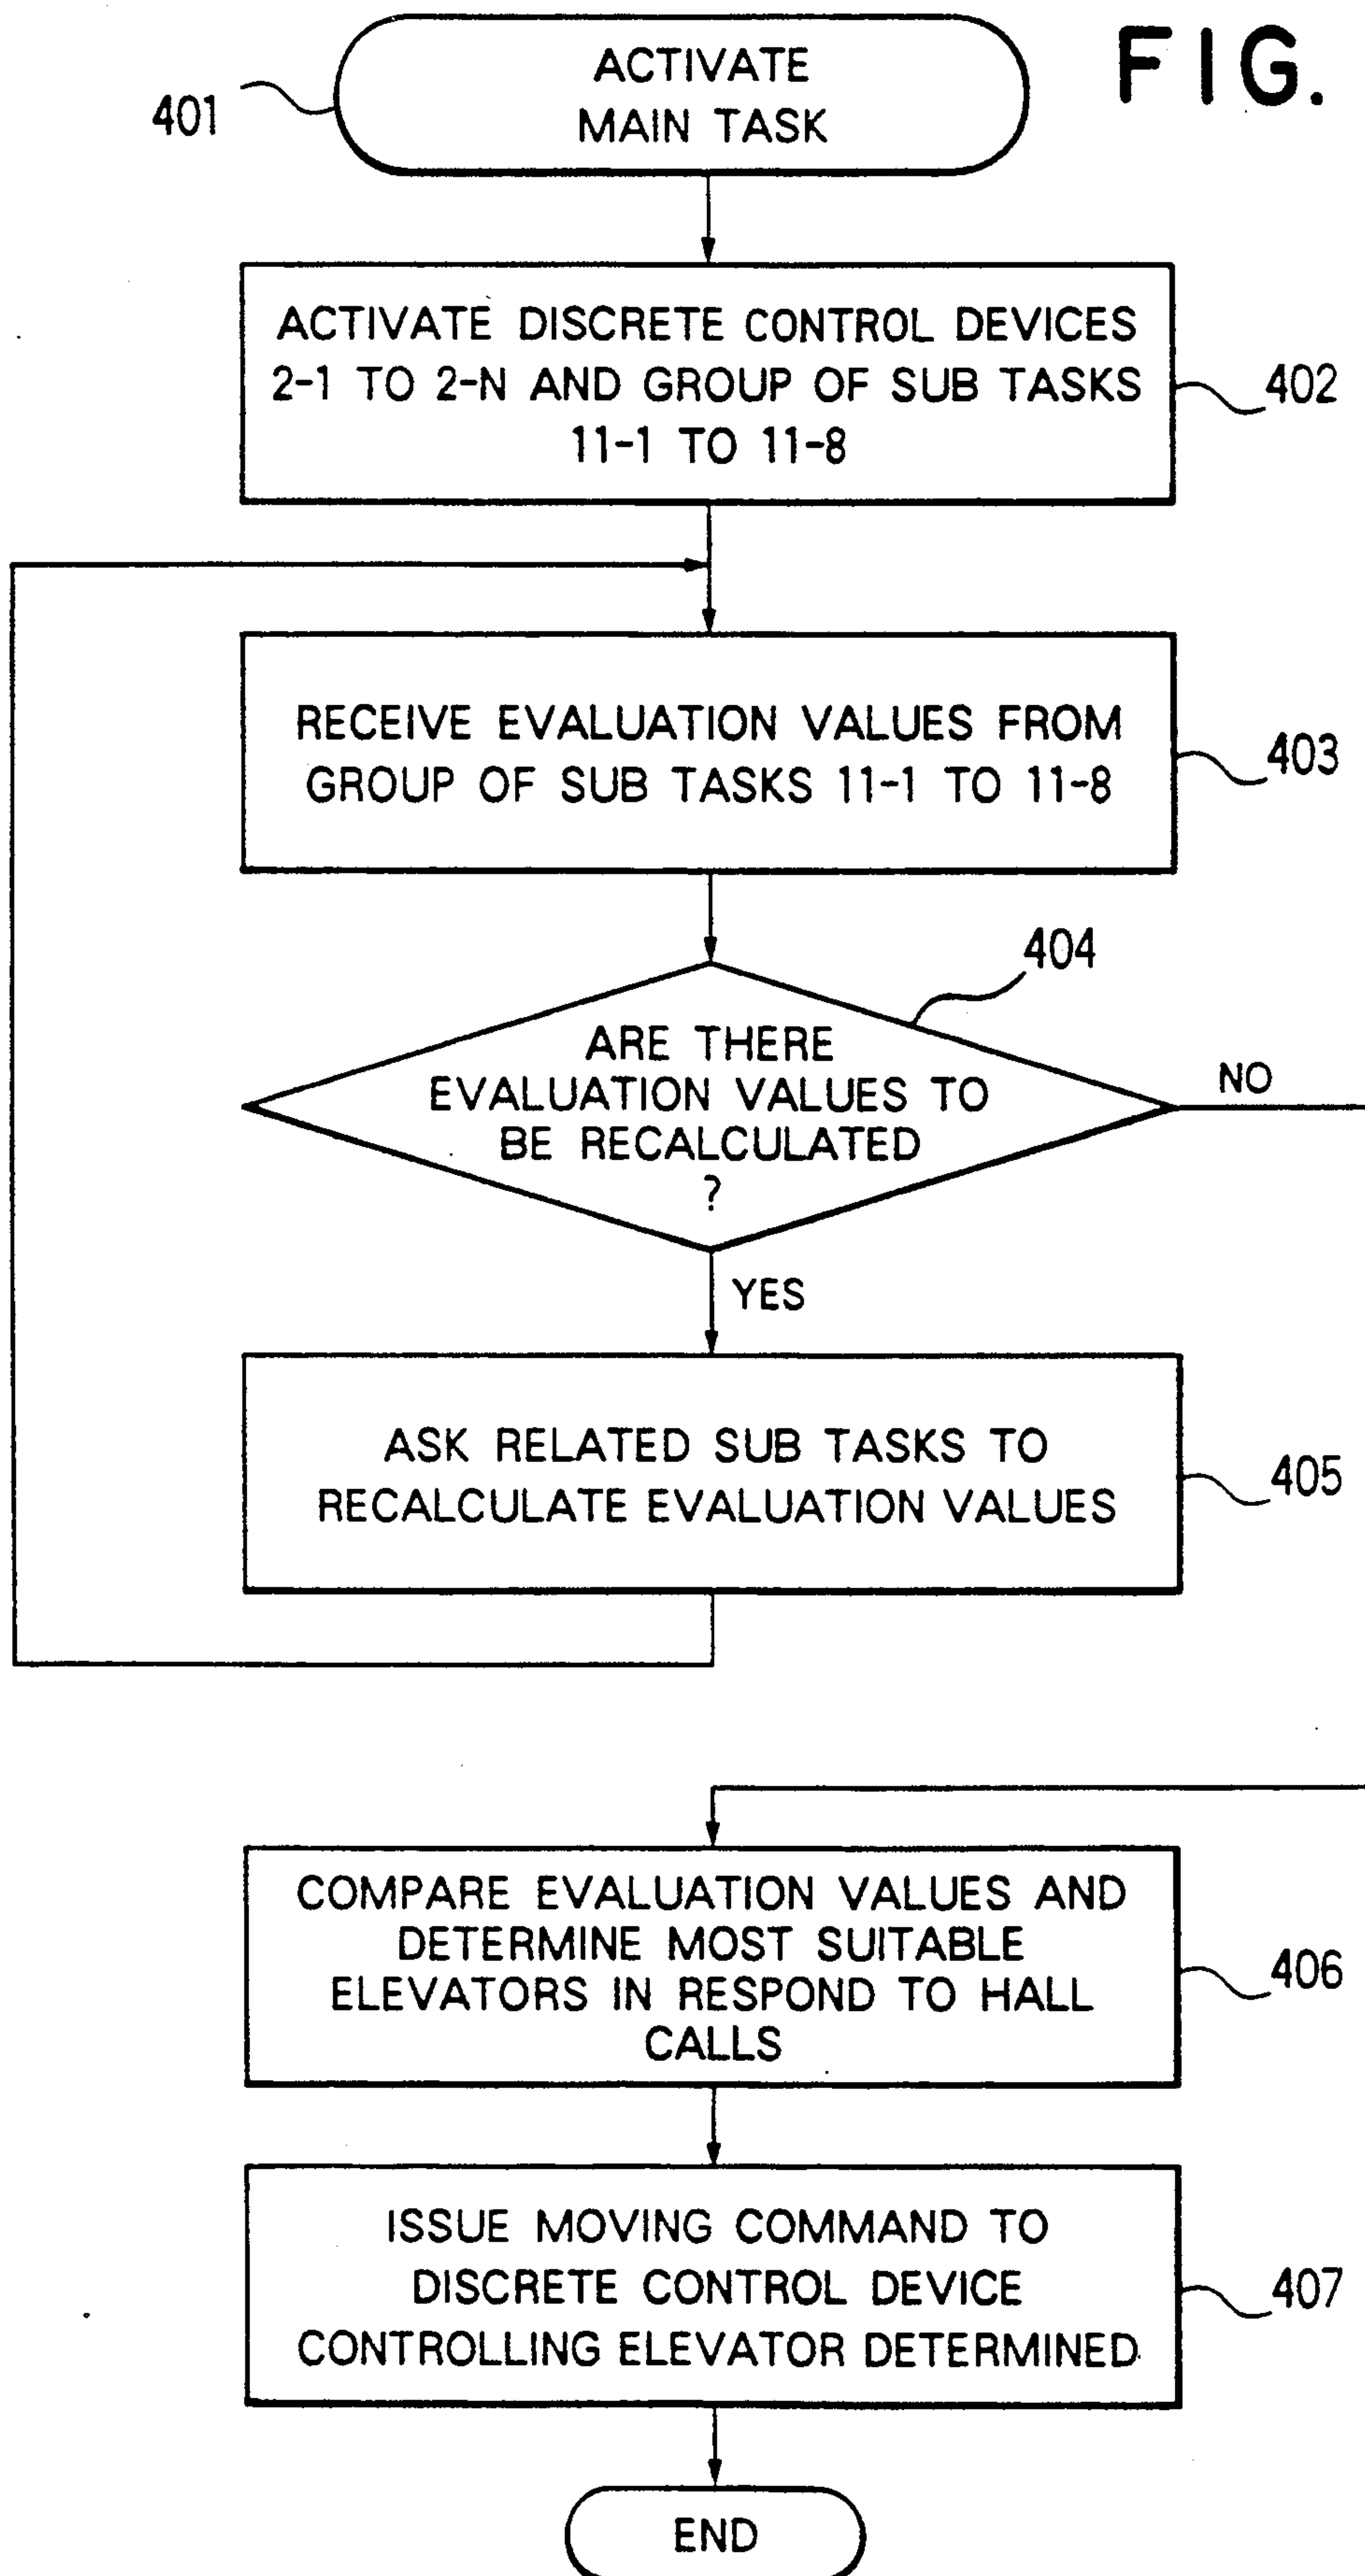 FIG.
401
ACTIVATE
MAIN TASK
ACTIVATE DISCRETE CONTROL DEVICES
2-1 TO 2-N AND GROUP OF SUB TASKS
11-1 TO 11-8
402
RECEIVE EVALUATION VALUES FROM
GROUP OF SUB TASKS 11-1 TO 11-8
403
404
ARE THERE
EVALUATION VALUES TO
BE RECALCULATED
?
NO
YES
ASK RELATED SUB TASKS TO
RECALCULATE EVALUATION VALUES
405
COMPARE EVALUATION VALUES AND
DETERMINE MOST SUITABLE
ELEVATORS IN RESPOND TO HALL
CALLS
406
ISSUE MOVING COMMAND TO
DISCRETE CONTROL DEVICE
CONTROLLING ELEVATOR DETERMINED
407
END